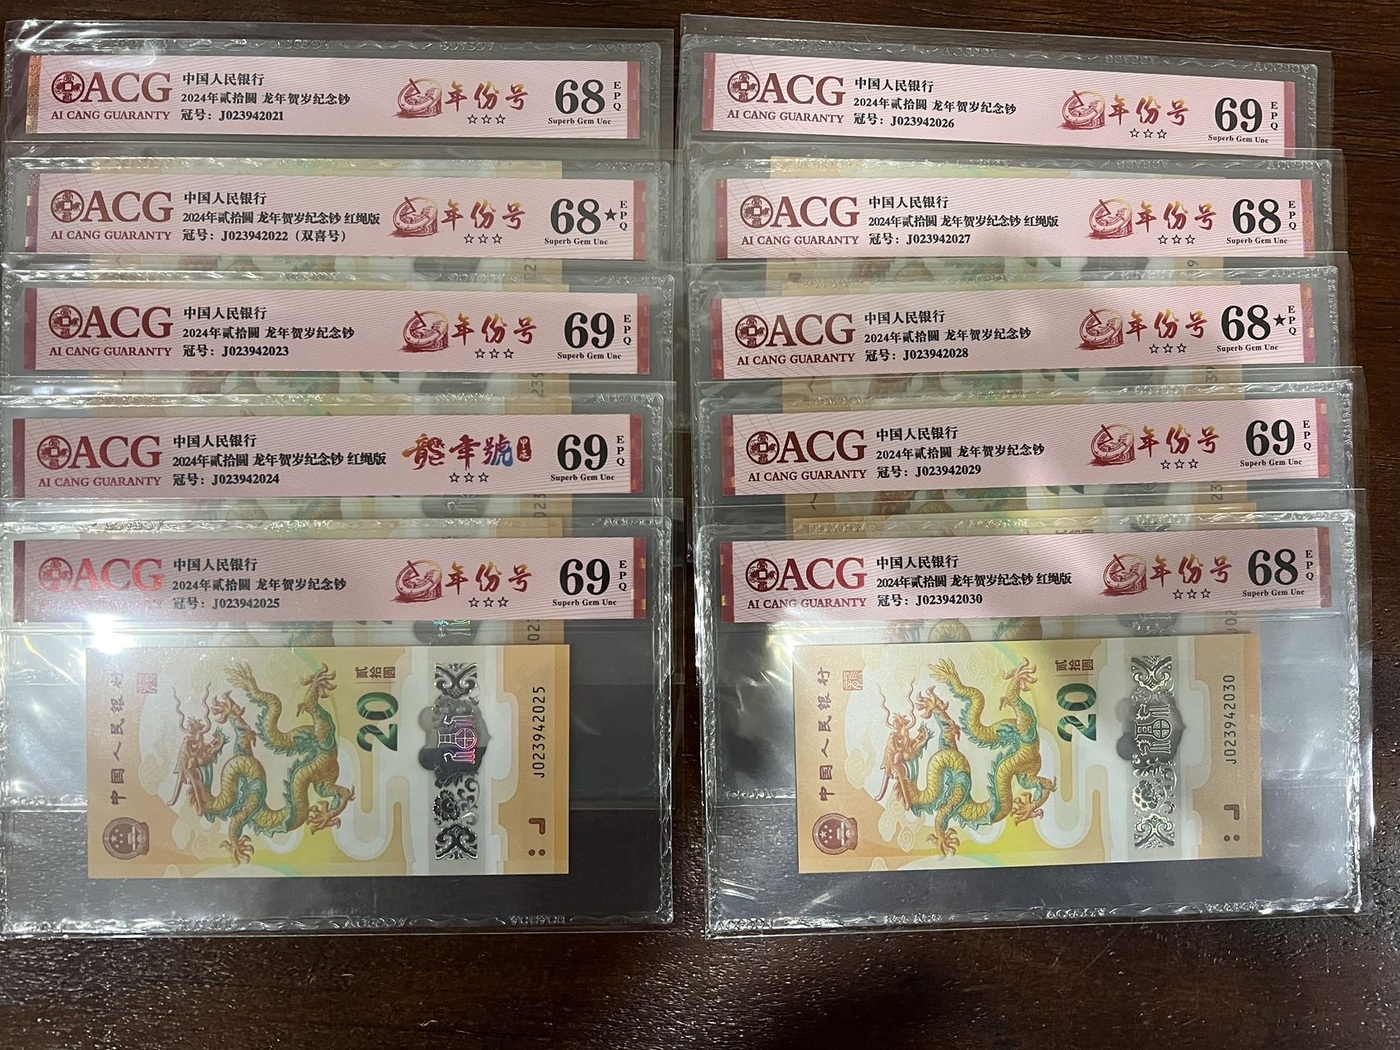 ACG
AI CANG GUARANTY
中国人民银行
2024年贰拾圆 龙年贺岁纪念钞
冠号：J023942021
年份号
☆☆☆
68
EPQ
Superb Gem Unc
ACG
AI CANG GUARANTY
中国人民银行
2024年贰拾圆 龙年贺岁纪念钞 红绳版
冠号：J023942022（双喜号）
年份号
☆☆☆
68★
EPQ
Superb Gem Unc
ACG
AI CANG GUARANTY
中国人民银行
2024年贰拾圆 龙年贺岁纪念钞
冠号：J023942023
年份号
☆☆☆
69
EPQ
Superb Gem Unc
ACG
AI CANG GUARANTY
中国人民银行
2024年贰拾圆 龙年贺岁纪念钞 红绳版
冠号：J023942024
龍年號
☆☆☆
69
EPQ
Superb Gem Unc
ACG
AI CANG GUARANTY
中国人民银行
2024年贰拾圆 龙年贺岁纪念钞
冠号：J023942025
年份号
☆☆☆
69
EPQ
Superb Gem Unc
中国人民银行
贰拾圆
20
福
J023942025
ACG
AI CANG GUARANTY
中国人民银行
2024年贰拾圆 龙年贺岁纪念钞
冠号：J023942026
年份号
☆☆☆
69
EPQ
Superb Gem Unc
ACG
AI CANG GUARANTY
中国人民银行
2024年贰拾圆 龙年贺岁纪念钞 红绳版
冠号：J023942027
年份号
☆☆☆
68
EPQ
Superb Gem Unc
ACG
AI CANG GUARANTY
中国人民银行
2024年贰拾圆 龙年贺岁纪念钞
冠号：J023942028
年份号
☆☆☆
68★
EPQ
Superb Gem Unc
ACG
AI CANG GUARANTY
中国人民银行
2024年贰拾圆 龙年贺岁纪念钞
冠号：J023942029
年份号
☆☆☆
69
EPQ
Superb Gem Unc
ACG
AI CANG GUARANTY
中国人民银行
2024年贰拾圆 龙年贺岁纪念钞 红绳版
冠号：J023942030
年份号
☆☆☆
68
EPQ
Superb Gem Unc
中国人民银行
贰拾圆
20
福
J023942030